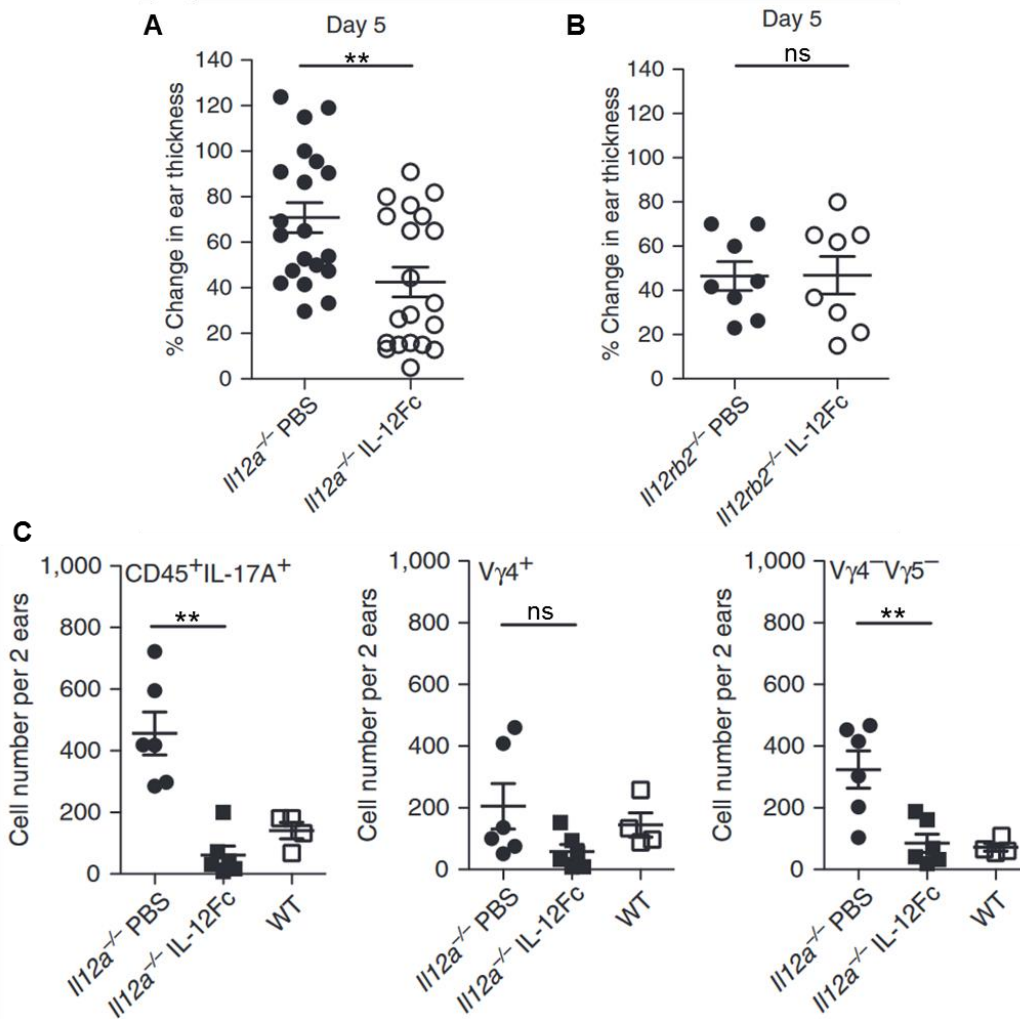 A
Day 5
**
140
120
100
80
60
40
20
0
% Change in ear thickness
Il12a–/– PBS
Il12a–/– IL-12Fc
B
Day 5
ns
140
120
100
80
60
40
20
0
% Change in ear thickness
Il12rb2–/– PBS
Il12rb2–/– IL-12Fc
C
CD45+IL-17A+
**
1,000
800
600
400
200
0
Cell number per 2 ears
Il12a–/– PBS
Il12a–/– IL-12Fc
WT
Vγ4+
ns
1,000
800
600
400
200
0
Cell number per 2 ears
Il12a–/– PBS
Il12a–/– IL-12Fc
WT
Vγ4–Vγ5–
**
1,000
800
600
400
200
0
Cell number per 2 ears
Il12a–/– PBS
Il12a–/– IL-12Fc
WT